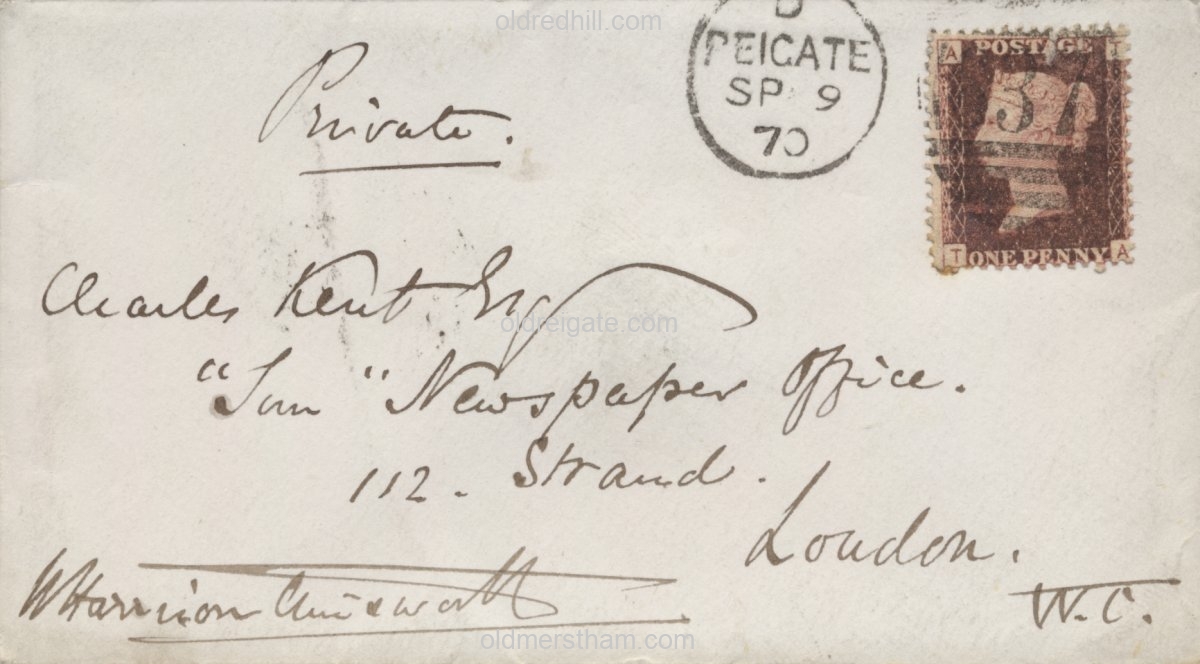 oldredhill.com
D
REIGATE
SP 9
70
A POSTAGE T
37
T ONE PENNY A
Private.
Charles Kent Esq
oldreigate.com
"Sun" Newspaper Office.
112. Strand.
London.
W.C.
W Harrison Ainsworth
oldmerstham.com